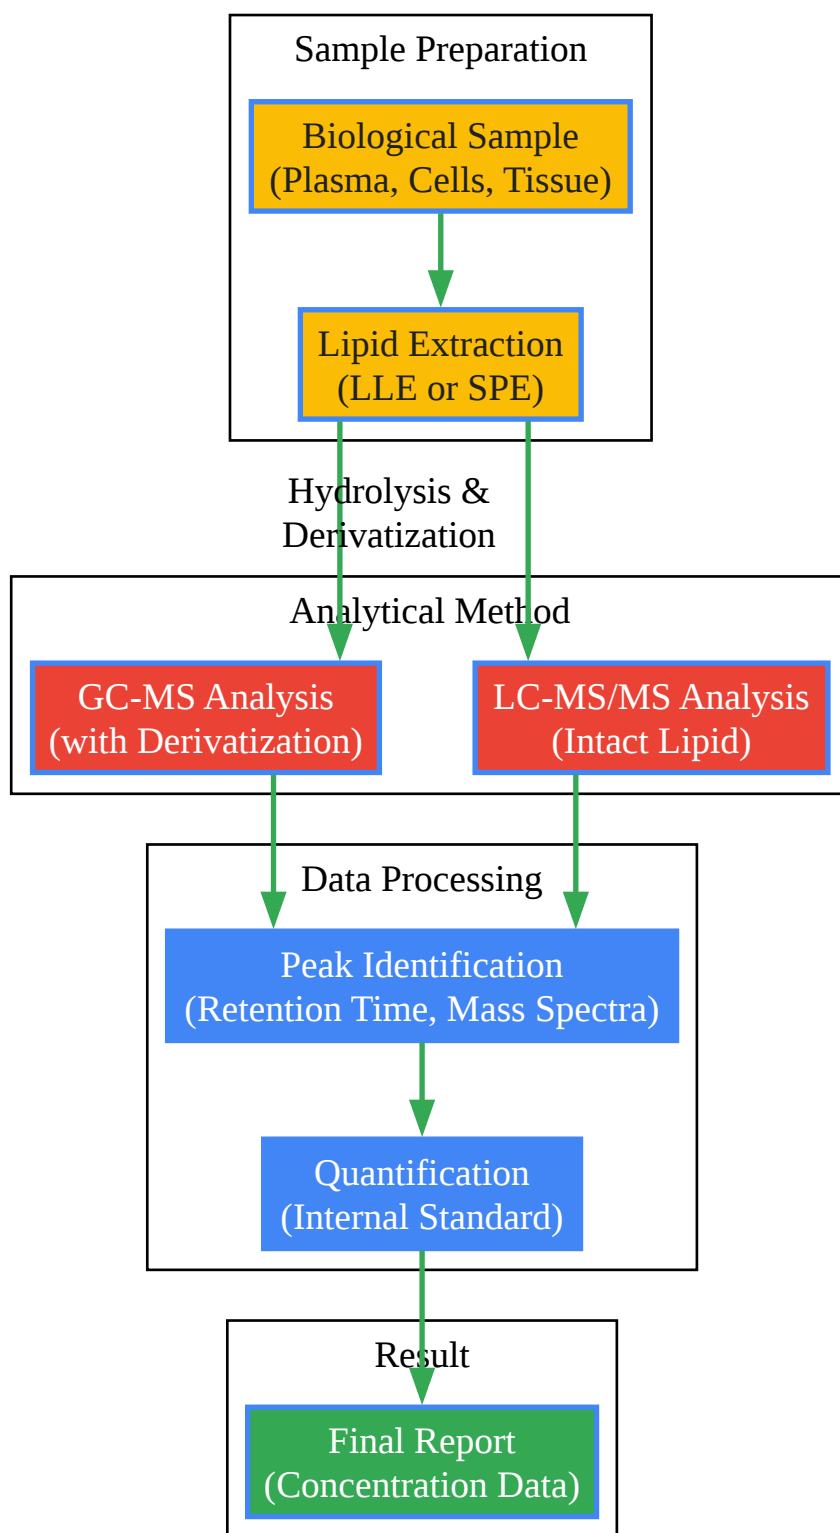 Sample Preparation
Biological Sample
(Plasma, Cells, Tissue)
Lipid Extraction
(LLE or SPE)
Hydrolysis &
Derivatization
Analytical Method
GC-MS Analysis
(with Derivatization)
LC-MS/MS Analysis
(Intact Lipid)
Data Processing
Peak Identification
(Retention Time, Mass Spectra)
Quantification
(Internal Standard)
Result
Final Report
(Concentration Data)